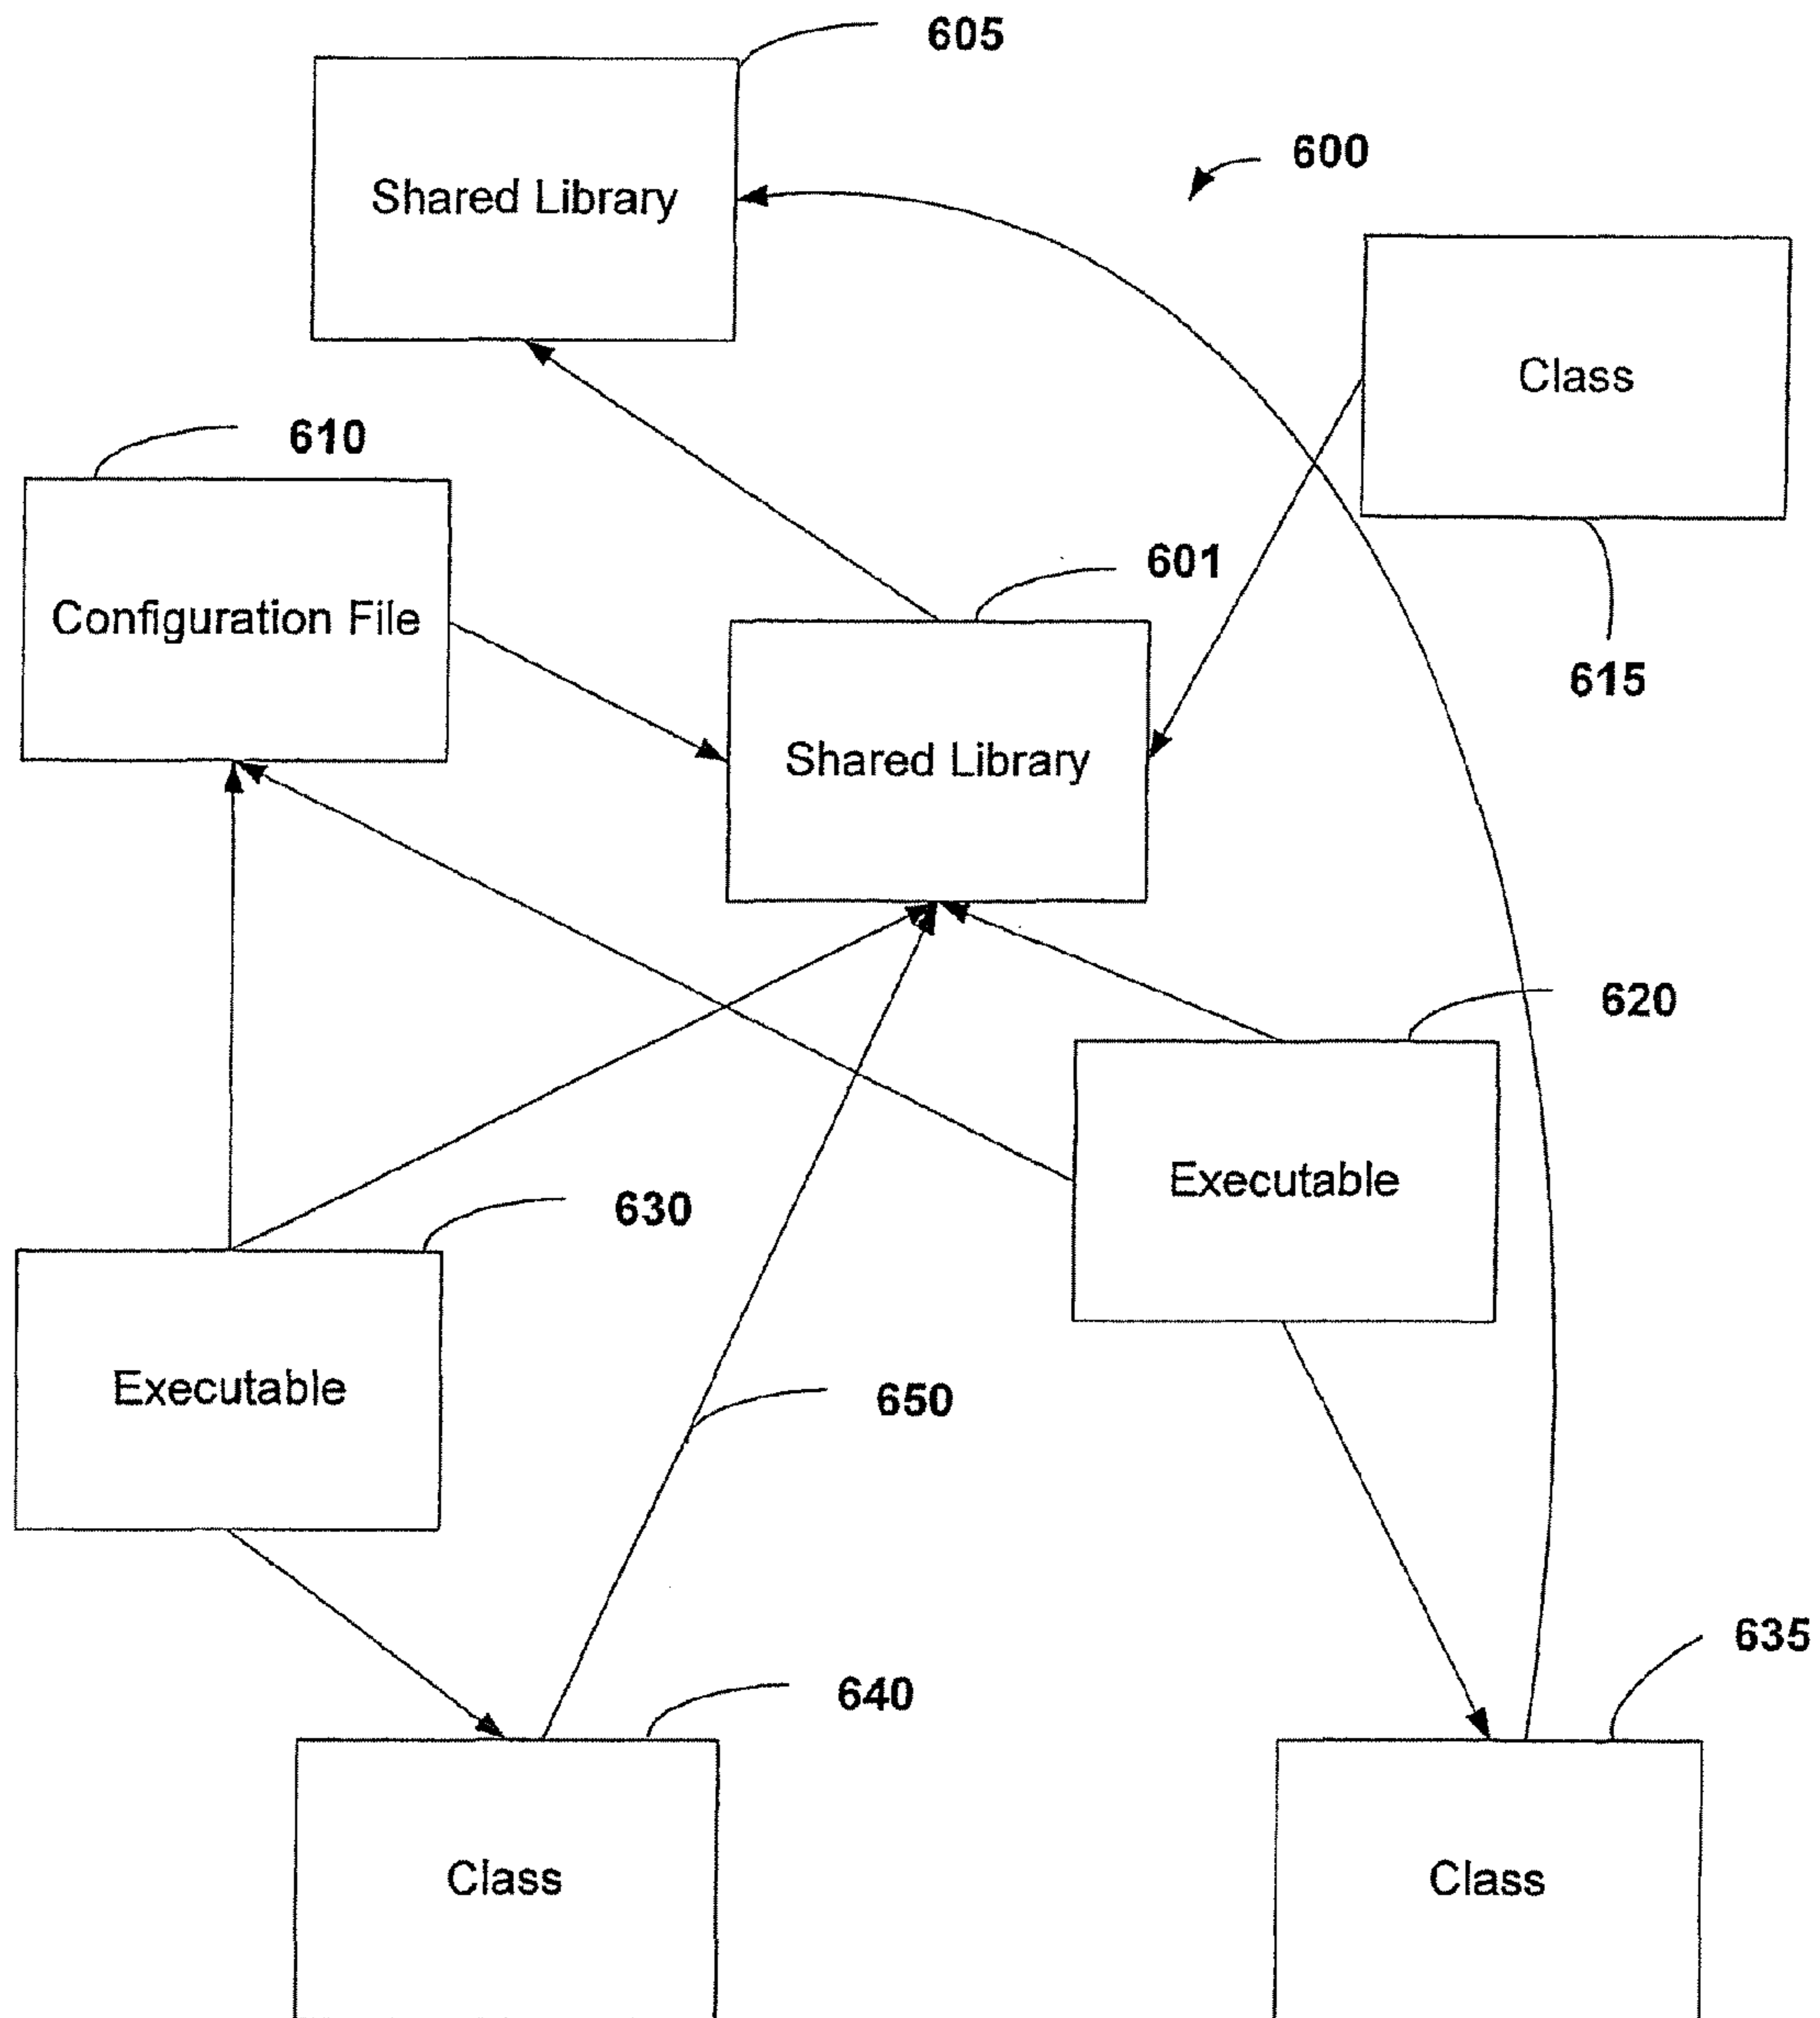 605
Shared Library
600
Class
610
Configuration File
601
615
Shared Library
620
Executable
630
Executable
650
635
640
Class
Class